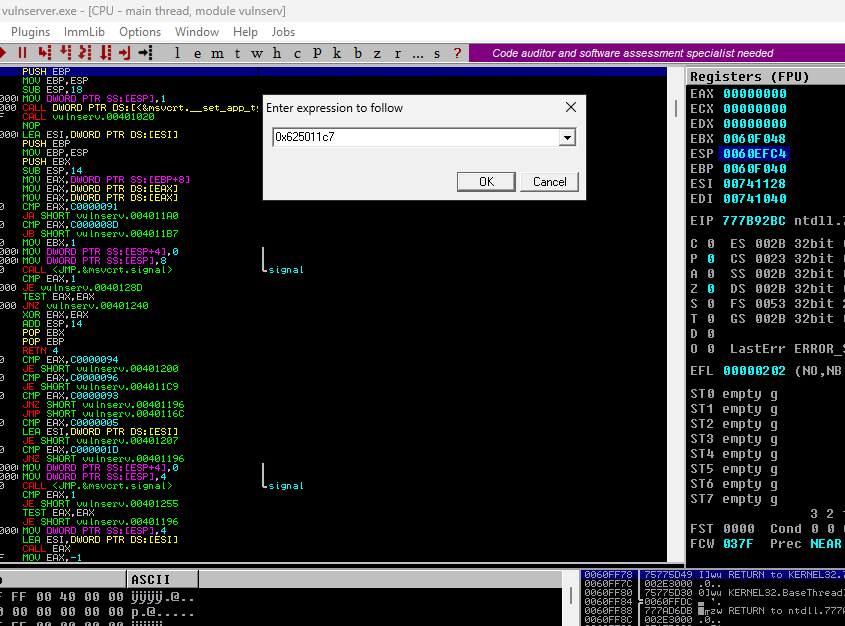 vulnserver.exe - [CPU - main thread, module vulnserv]
Plugins ImmLib Options Window Help Jobs
l e m t w h c P k b z r ... s ?
Code auditor and software assessment specialist needed
PUSH EBP
MOV EBP,ESP
SUB ESP,18
MOV DWORD PTR SS:[ESP],1
CALL DWORD PTR DS:[<&msvcrt.__set_app_ty
CALL vulnserv.00401020
NOP
LEA ESI,DWORD PTR DS:[ESI]
PUSH EBP
MOV EBP,ESP
PUSH EBX
SUB ESP,14
MOV EAX,DWORD PTR SS:[EBP+8]
MOV EAX,DWORD PTR DS:[EAX]
MOV EAX,DWORD PTR DS:[EAX]
CMP EAX,C0000091
JA SHORT vulnserv.004011A0
CMP EAX,C000008D
JB SHORT vulnserv.004011B7
MOV EBX,1
MOV DWORD PTR SS:[ESP+4],0
MOV DWORD PTR SS:[ESP],8
CALL <JMP.&msvcrt.signal>
signal
CMP EAX,1
JE vulnserv.0040128D
TEST EAX,EAX
JNZ vulnserv.00401240
XOR EAX,EAX
ADD ESP,14
POP EBX
POP EBP
RETN 4
CMP EAX,C0000094
JE SHORT vulnserv.00401200
CMP EAX,C0000096
JE SHORT vulnserv.004011C9
CMP EAX,C0000093
JNZ SHORT vulnserv.00401196
JMP SHORT vulnserv.0040116C
CMP EAX,C0000005
LEA ESI,DWORD PTR DS:[ESI]
JE SHORT vulnserv.00401207
CMP EAX,C000001D
JNZ SHORT vulnserv.00401196
MOV DWORD PTR SS:[ESP+4],0
MOV DWORD PTR SS:[ESP],4
CALL <JMP.&msvcrt.signal>
signal
CMP EAX,1
JE SHORT vulnserv.00401255
TEST EAX,EAX
JE SHORT vulnserv.00401196
MOV DWORD PTR SS:[ESP],4
LEA ESI,DWORD PTR DS:[ESI]
CALL EAX
MOV EAX,-1
Enter expression to follow
0x625011c7
OK Cancel
Registers (FPU)
EAX 00000000
ECX 00000000
EDX 00000000
EBX 0060F048
ESP 0060EFC4
EBP 0060F040
ESI 00741128
EDI 00741040
EIP 777B92BC ntdll.7
C 0 ES 002B 32bit
P 0 CS 0023 32bit
A 0 SS 002B 32bit
Z 0 DS 002B 32bit
S 0 FS 0053 32bit
T 0 GS 002B 32bit
D 0
O 0 LastErr ERROR_S
EFL 00000202 (NO,NB
ST0 empty g
ST1 empty g
ST2 empty g
ST3 empty g
ST4 empty g
ST5 empty g
ST6 empty g
ST7 empty g
3 2
FST 0000 Cond 0 0
FCW 037F Prec NEAR
ASCII
FF 00 40 00 00 00 ÿÿÿÿ.@..
00 00 00 00 00 p.@.....
0060FF78 75775D49 I]wu RETURN to KERNEL32.7
0060FF7C 002E3000 .0..
0060FF80 75775D30 0]wu KERNEL32.BaseThread
0060FF84 0060FFDC
0060FF88 777AD6DB RETURN to ntdll.777A
0060FF8C 002E3000 .0..